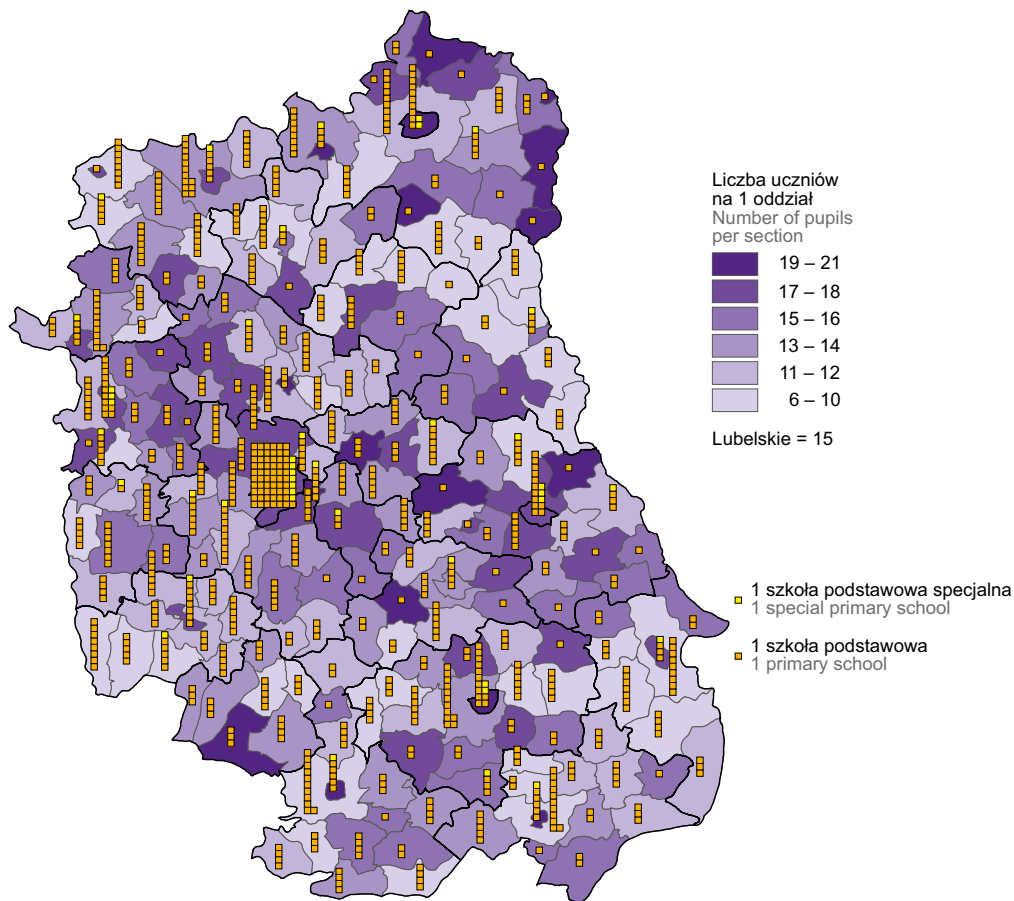 Liczba uczniów
na 1 oddział
Number of pupils
per section
19 – 21
17 – 18
15 – 16
13 – 14
11 – 12
6 – 10
Lubelskie = 15
1 szkoła podstawowa specjalna
1 special primary school
1 szkoła podstawowa
1 primary school